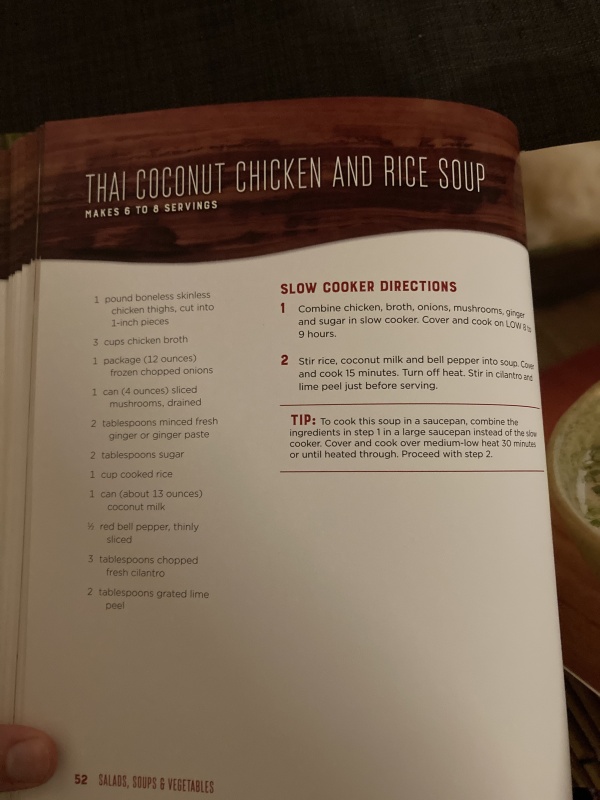 THAI COCONUT CHICKEN AND RICE SOUP
MAKES 6 TO 8 SERVINGS
1 pound boneless skinless
chicken thighs, cut into
1-inch pieces
3 cups chicken broth
1 package (12 ounces)
frozen chopped onions
1 can (4 ounces) sliced
mushrooms, drained
2 tablespoons minced fresh
ginger or ginger paste
2 tablespoons sugar
1 cup cooked rice
1 can (about 13 ounces)
coconut milk
½ red bell pepper, thinly
sliced
3 tablespoons chopped
fresh cilantro
2 tablespoons grated lime
peel
SLOW COOKER DIRECTIONS
1 Combine chicken, broth, onions, mushrooms, ginger
and sugar in slow cooker. Cover and cook on LOW 8 to
9 hours.
2 Stir rice, coconut milk and bell pepper into soup. Cover
and cook 15 minutes. Turn off heat. Stir in cilantro and
lime peel just before serving.
TIP: To cook this soup in a saucepan, combine the
ingredients in step 1 in a large saucepan instead of the slow
cooker. Cover and cook over medium-low heat 30 minutes
or until heated through. Proceed with step 2.
52 SALADS, SOUPS & VEGETABLES